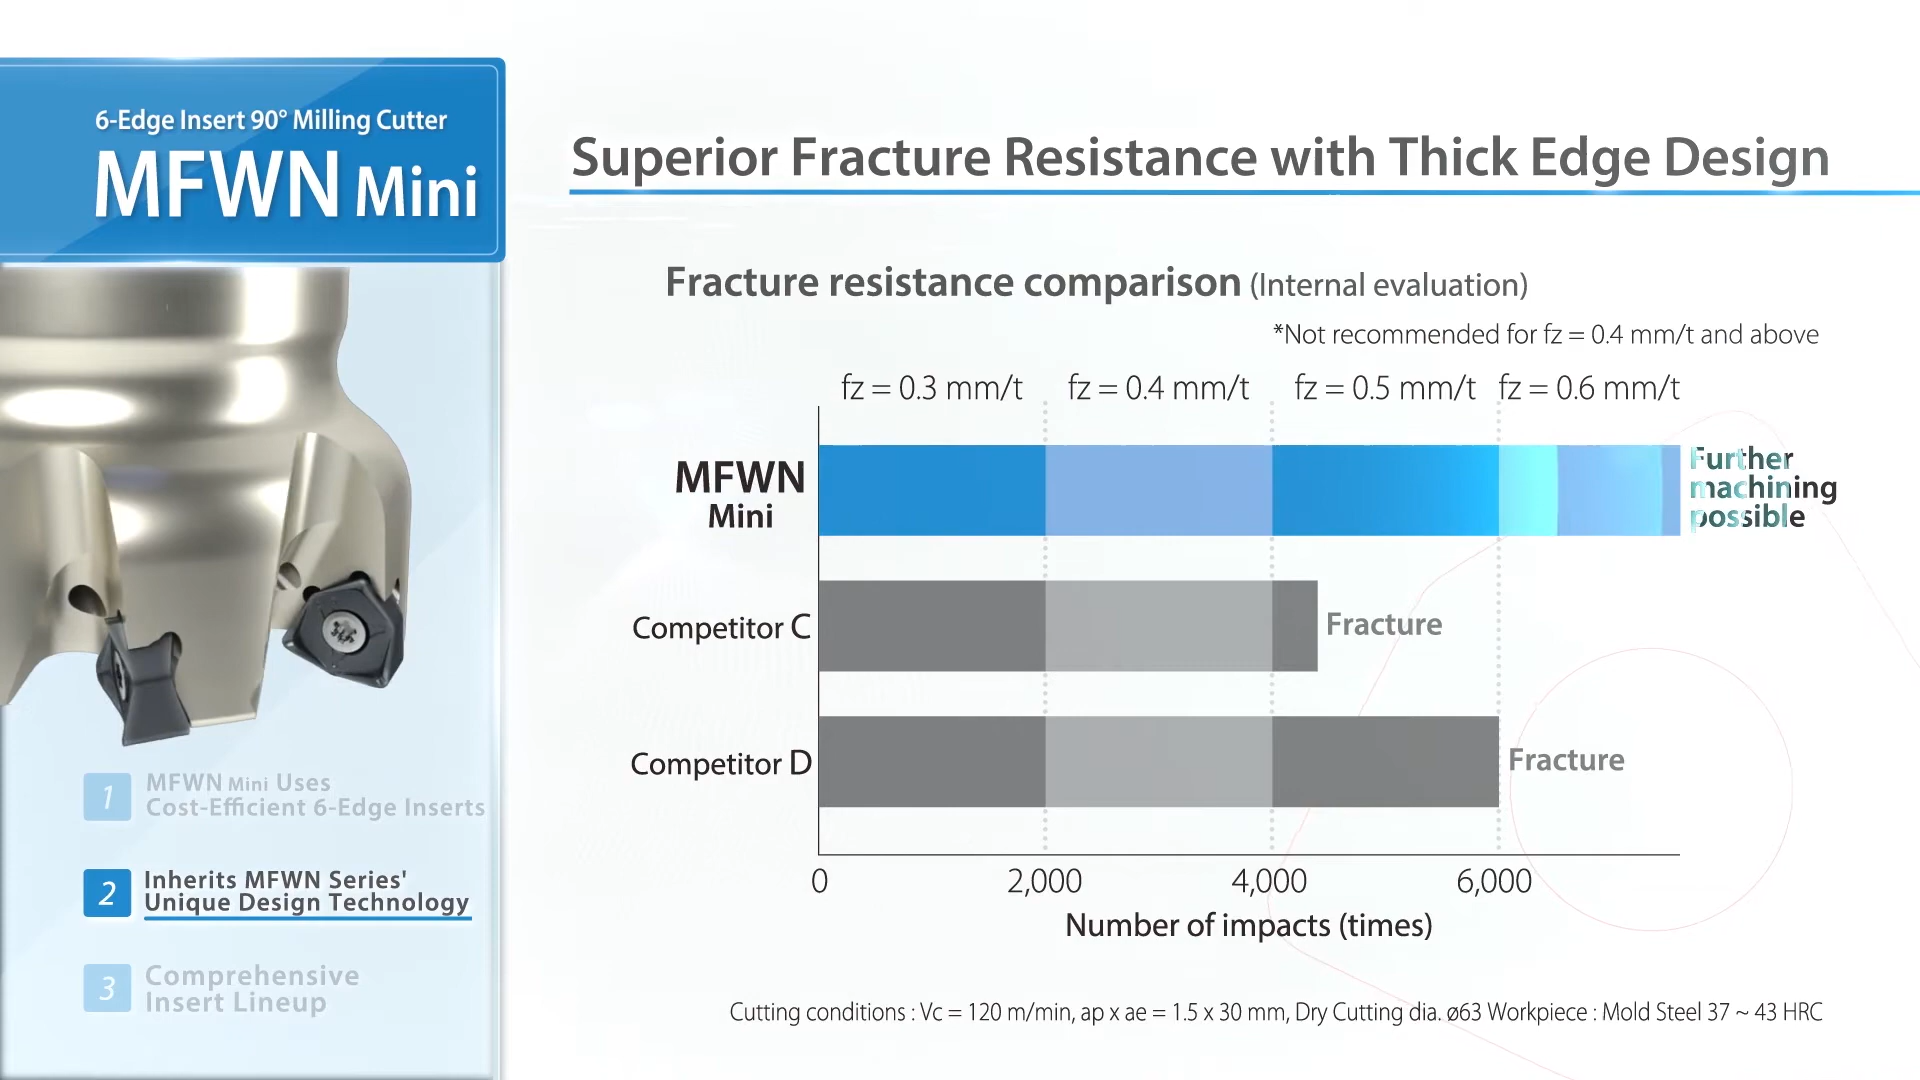 6-Edge Insert 90° Milling Cutter
MFWN Mini
Superior Fracture Resistance with Thick Edge Design
Fracture resistance comparison (Internal evaluation)
*Not recommended for fz = 0.4 mm/t and above
fz = 0.3 mm/t fz = 0.4 mm/t fz = 0.5 mm/t fz = 0.6 mm/t
MFWN
Mini
Further
machining
possible
Competitor C
Fracture
Competitor D
Fracture
0 2,000 4,000 6,000
Number of impacts (times)
Cutting conditions : Vc = 120 m/min, ap x ae = 1.5 x 30 mm, Dry Cutting dia. ø63 Workpiece : Mold Steel 37 ~ 43 HRC
1 MFWN Mini Uses
Cost-Efficient 6-Edge Inserts
2 Inherits MFWN Series'
Unique Design Technology
3 Comprehensive
Insert Lineup